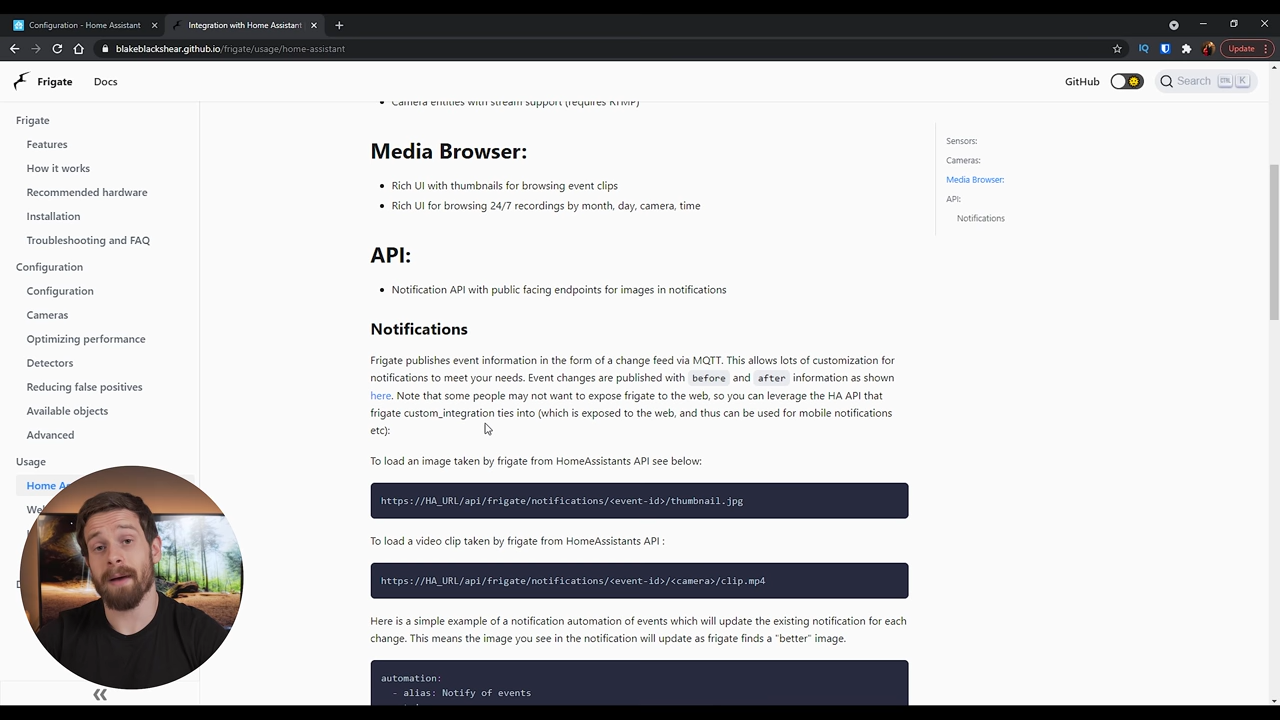 Configuration - Home Assistant
Integration with Home Assistant
blakeblackshear.github.io/frigate/usage/home-assistant
Update
Frigate
Docs
GitHub
Search
CTRL
K
Frigate
Features
How it works
Recommended hardware
Installation
Troubleshooting and FAQ
Configuration
Configuration
Cameras
Optimizing performance
Detectors
Reducing false positives
Available objects
Advanced
Usage
Home As
We
Camera entities with stream support (requires RTMP)
Media Browser:
Rich UI with thumbnails for browsing event clips
Rich UI for browsing 24/7 recordings by month, day, camera, time
API:
Notification API with public facing endpoints for images in notifications
Notifications
Frigate publishes event information in the form of a change feed via MQTT. This allows lots of customization for
notifications to meet your needs. Event changes are published with before and after information as shown
here. Note that some people may not want to expose frigate to the web, so you can leverage the HA API that
frigate custom_integration ties into (which is exposed to the web, and thus can be used for mobile notifications
etc):
To load an image taken by frigate from HomeAssistants API see below:
https://HA_URL/api/frigate/notifications/<event-id>/thumbnail.jpg
To load a video clip taken by frigate from HomeAssistants API :
https://HA_URL/api/frigate/notifications/<event-id>/<camera>/clip.mp4
Here is a simple example of a notification automation of events which will update the existing notification for each
change. This means the image you see in the notification will update as frigate finds a "better" image.
automation:
- alias: Notify of events
Sensors:
Cameras:
Media Browser:
API:
Notifications